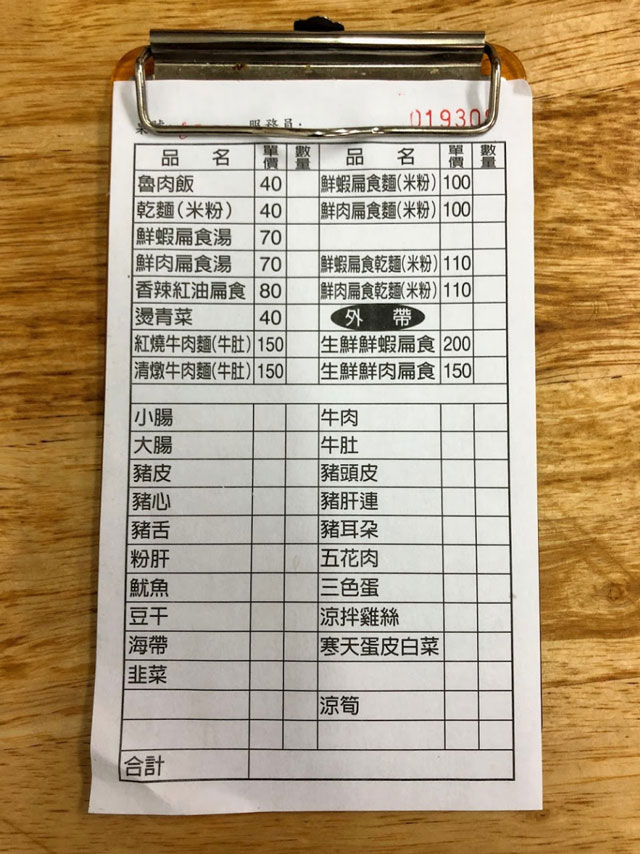 服務員：
01930
品 名 單價 數量 品 名 單價 數量
魯肉飯 40 鮮蝦扁食麵(米粉) 100
乾麵(米粉) 40 鮮肉扁食麵(米粉) 100
鮮蝦扁食湯 70
鮮肉扁食湯 70 鮮蝦扁食乾麵(米粉) 110
香辣紅油扁食 80 鮮肉扁食乾麵(米粉) 110
燙青菜 40 外 帶
紅燒牛肉麵(牛肚) 150 生鮮鮮蝦扁食 200
清燉牛肉麵(牛肚) 150 生鮮鮮肉扁食 150
小腸 牛肉
大腸 牛肚
豬皮 豬頭皮
豬心 豬肝連
豬舌 豬耳朵
粉肝 五花肉
魷魚 三色蛋
豆干 涼拌雞絲
海帶 寒天蛋皮白菜
韭菜
涼筍
合計